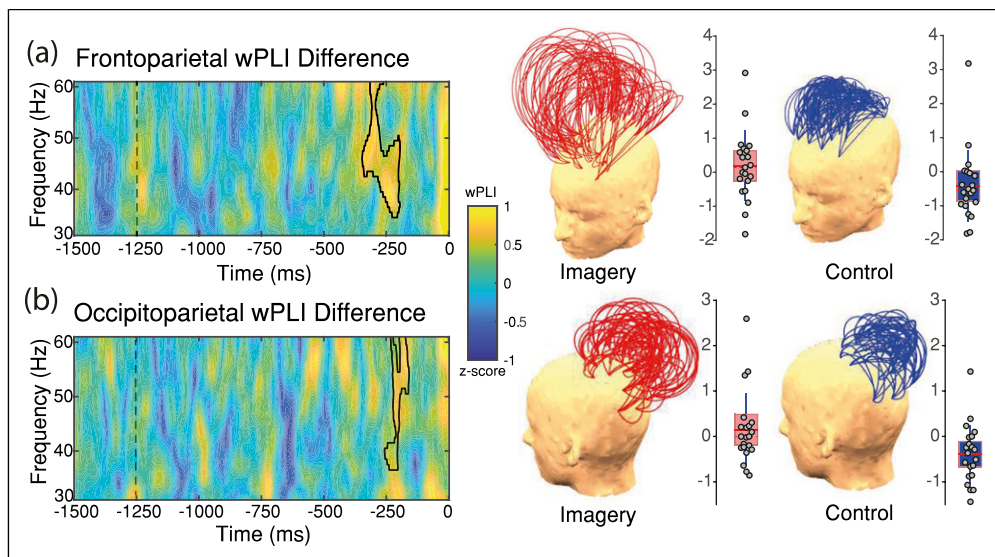 (a) Frontoparietal wPLI Difference
Frequency (Hz)
60
50
40
30
-1500 -1250 -1000 -750 -500 -250 0
Time (ms)
wPLI
1
0.5
0
-0.5
-1
z-score
4
3
2
1
0
-1
-2
Imagery
4
3
2
1
0
-1
-2
Control
(b) Occipitoparietal wPLI Difference
Frequency (Hz)
60
50
40
30
-1500 -1250 -1000 -750 -500 -250 0
Time (ms)
3
2
1
0
-1
Imagery
3
2
1
0
-1
Control